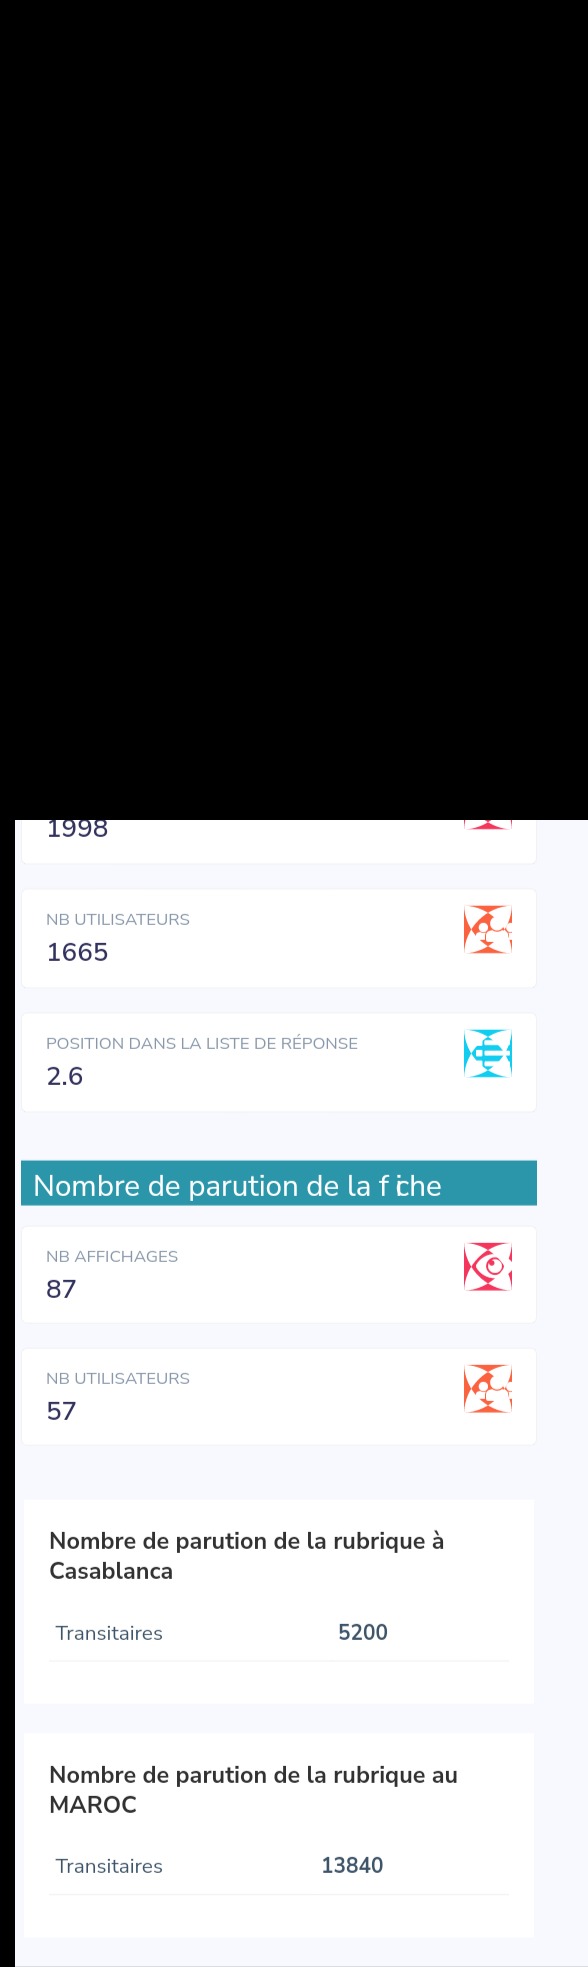 1998
NB UTILISATEURS
1665
POSITION DANS LA LISTE DE RÉPONSE
2.6
Nombre de parution de la fiche
NB AFFICHAGES
87
NB UTILISATEURS
57
Nombre de parution de la rubrique à
Casablanca
Transitaires 5200
Nombre de parution de la rubrique au
MAROC
Transitaires 13840